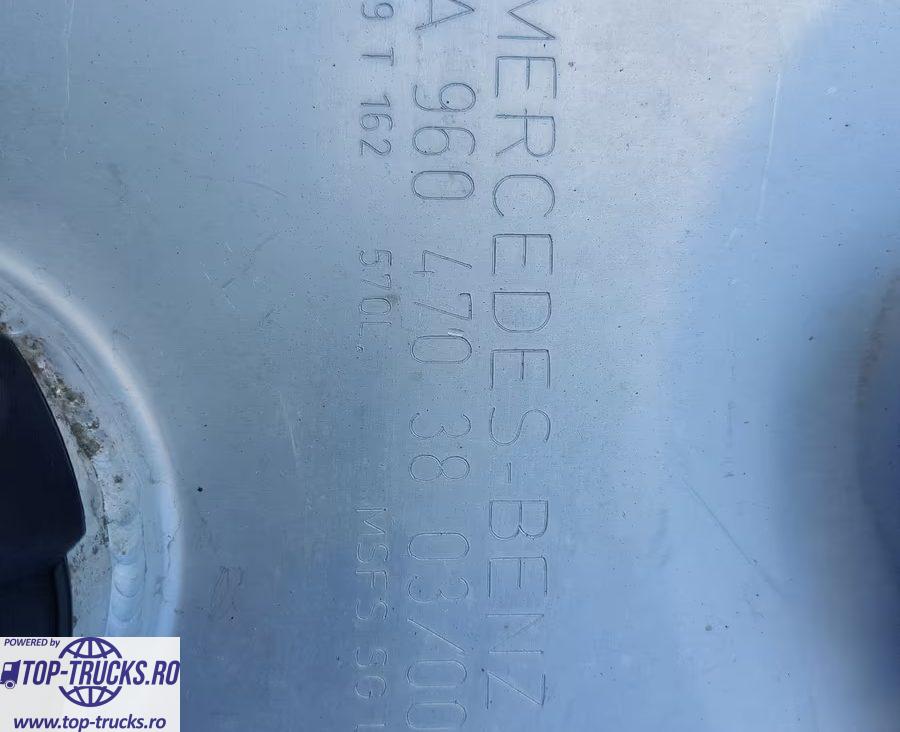 MERCEDES-BENZ
A 960 470 38 03/00
9 T 162 570L. MSFS SG
POWERED by
TOP-TRUCKS.RO
www.top-trucks.ro